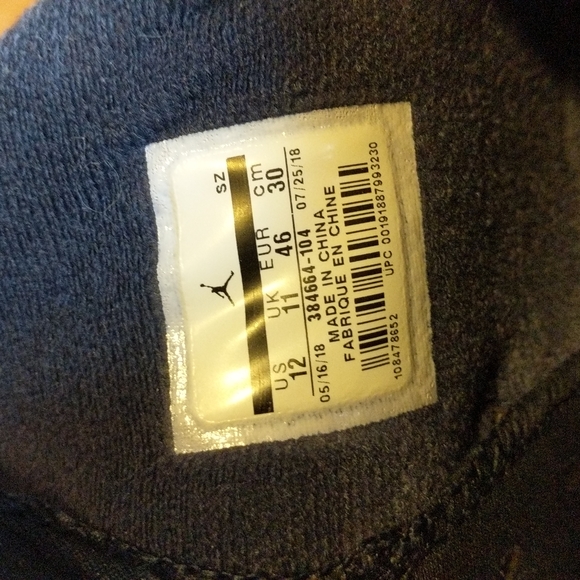 SZ
US UK EUR cm
12 11 46 30
384664-104
05/16/18 07/25/18
MADE IN CHINA
FABRIQUE EN CHINE
UPC 00191887993230
108478652